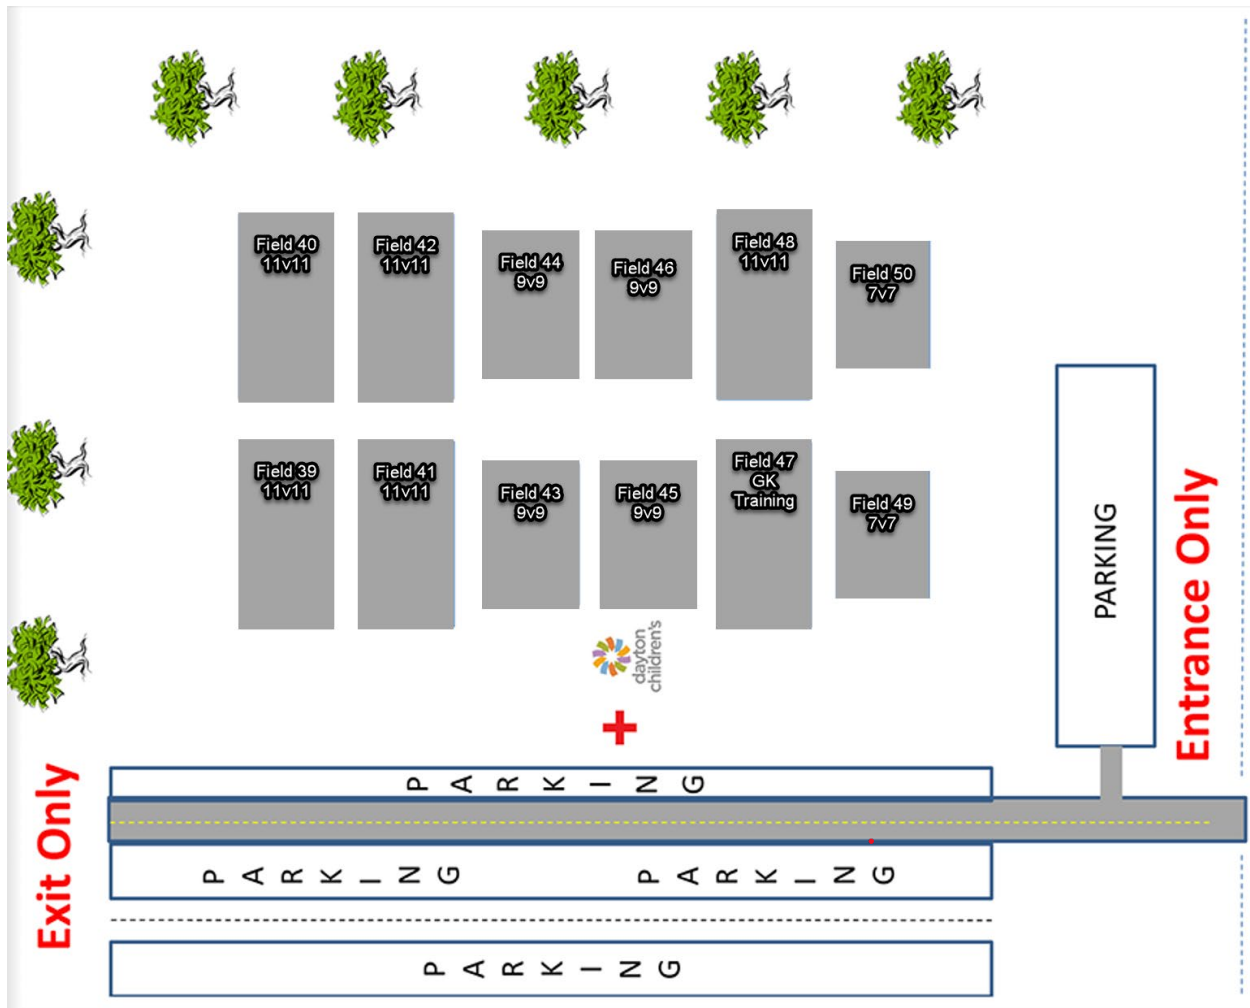 Field 40
11v11
Field 42
11v11
Field 44
9v9
Field 46
9v9
Field 48
11v11
Field 50
7v7
Field 39
11v11
Field 41
11v11
Field 43
9v9
Field 45
9v9
Field 47
GK
Training
Field 49
7v7
PARKING
Entrance Only
dayton
children's
Exit Only
PARKING
PARKING
PARKING
PARKING